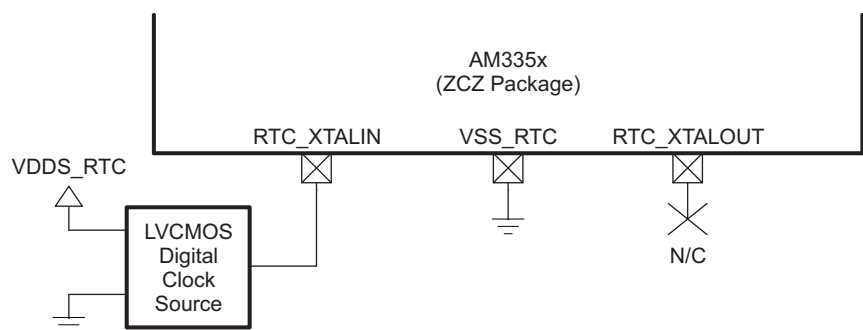 AM335x
(ZCZ Package)
RTC_XTALIN
VSS_RTC
RTC_XTALOUT
VDDS_RTC
LVCMOS
Digital
Clock
Source
N/C